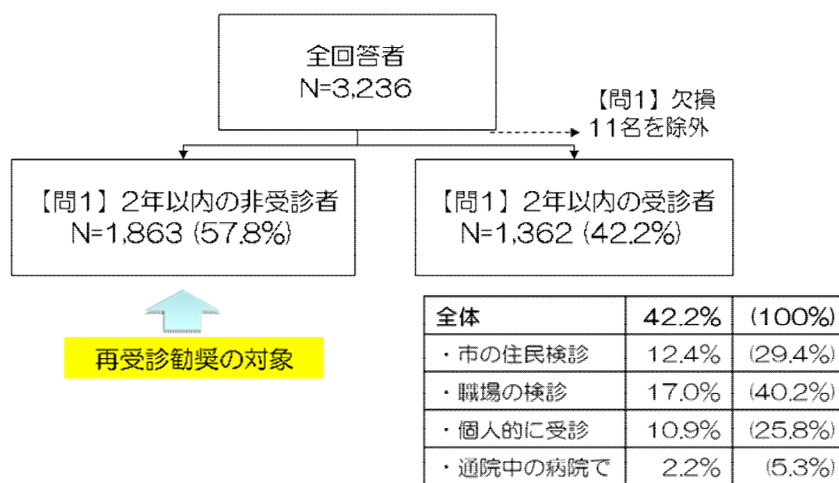 全回答者
N=3,236
【問1】欠損
11名を除外
【問1】2年以内の非受診者
N=1,863 (57.8%)
【問1】2年以内の受診者
N=1,362 (42.2%)
再受診勧奨の対象
全体 42.2% (100%)
・市の住民検診 12.4% (29.4%)
・職場の検診 17.0% (40.2%)
・個人的に受診 10.9% (25.8%)
・通院中の病院で 2.2% (5.3%)